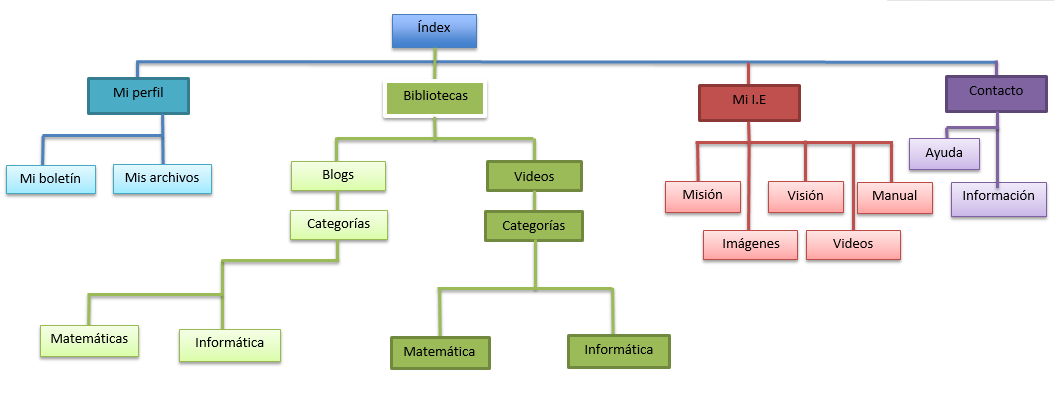 Índex
Mi perfil
Bibliotecas
Mi I.E
Contacto
Mi boletín
Mis archivos
Blogs
Videos
Misión
Visión
Manual
Ayuda
Información
Categorías
Categorías
Imágenes
Videos
Matemáticas
Informática
Matemática
Informática